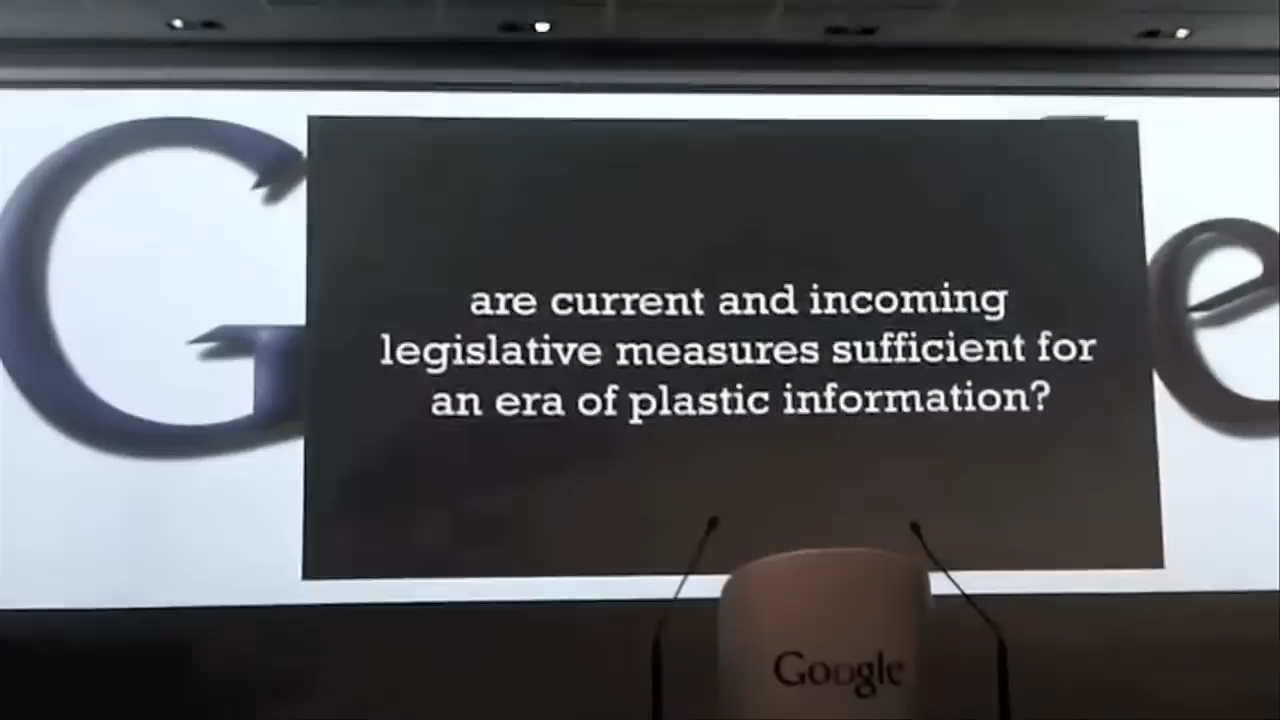 G e
are current and incoming
legislative measures sufficient for
an era of plastic information?
Google